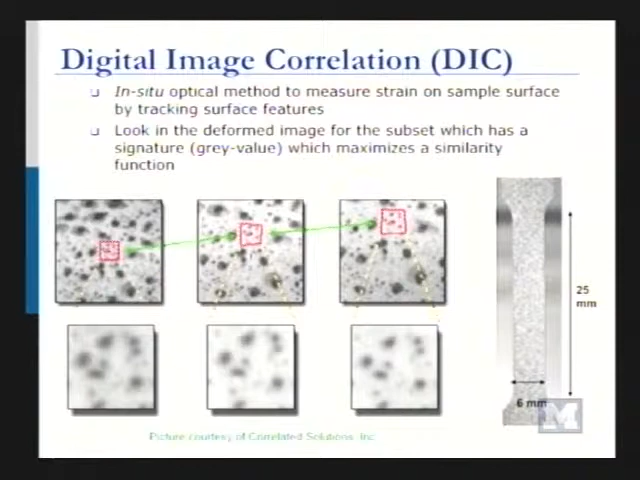 Digital Image Correlation (DIC)
In-situ optical method to measure strain on sample surface
by tracking surface features
Look in the deformed image for the subset which has a
signature (grey-value) which maximizes a similarity
function
25
mm
6 mm
M
Picture courtesy of Correlated Solutions, Inc